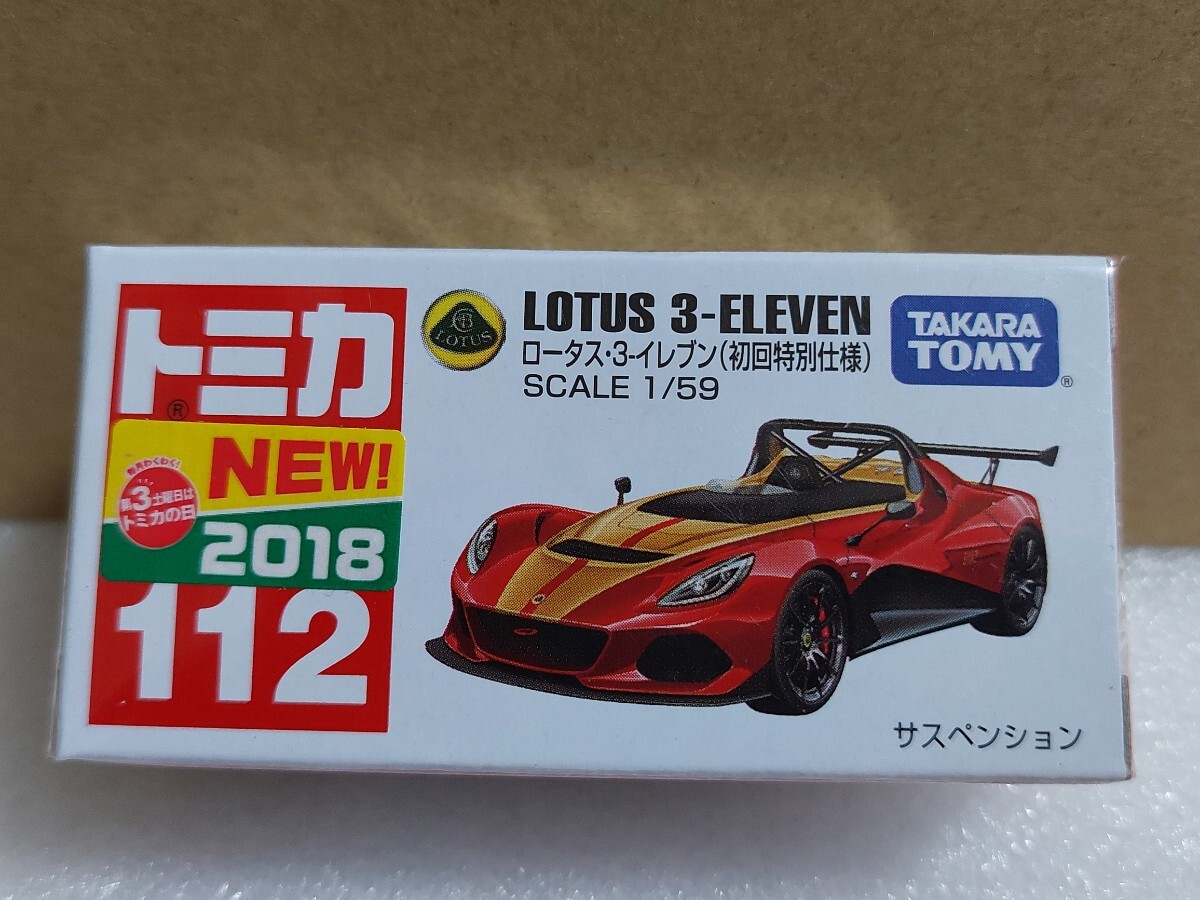 トミカ
®
毎月わくわく!
第3土曜日は
トミカの日
NEW!
2018
112
LOTUS
LOTUS 3-ELEVEN
ロータス・3-イレブン(初回特別仕様)
SCALE 1/59
TAKARA
TOMY
®
サスペンション